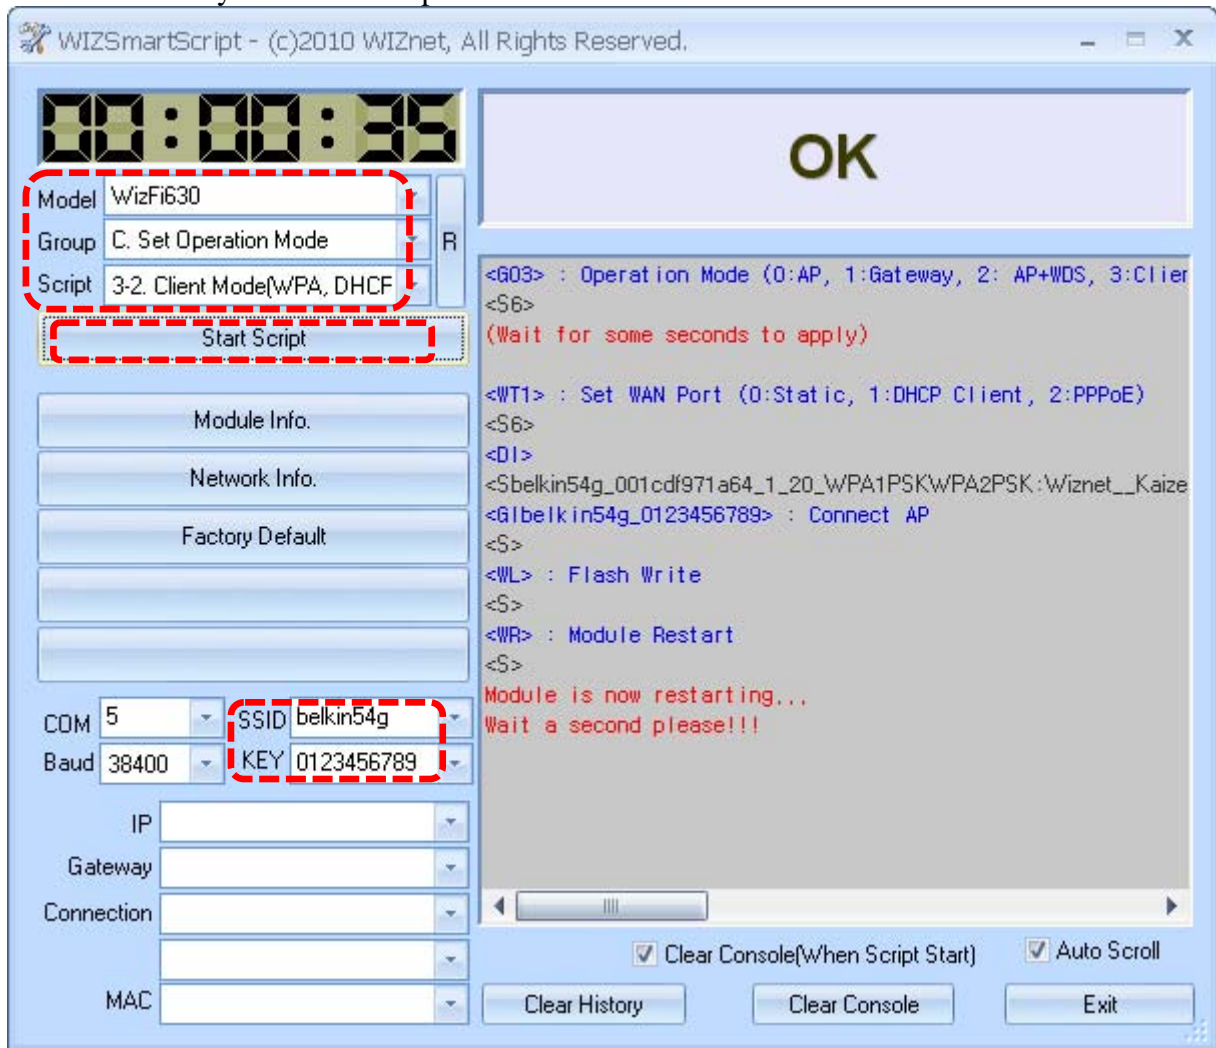 WIZSmartScript - (c)2010 WIZnet, All Rights Reserved.
00:00:35
OK
Model WizFi630
Group C. Set Operation Mode
R
Script 3-2. Client Mode(WPA, DHCF
Start Script
Module Info.
Network Info.
Factory Default
COM 5 SSID belkin54g
Baud 38400 KEY 0123456789
IP
Gateway
Connection
MAC
<GO3> : Operation Mode (0:AP, 1:Gateway, 2: AP+WDS, 3:Clier
<S6>
(Wait for some seconds to apply)
<WT1> : Set WAN Port (0:Static, 1:DHCP Client, 2:PPPoE)
<S6>
<DI>
<Sbelkin54g_001cdf971a64_1_20_WPA1PSKWPA2PSK:Wiznet__Kaize
<GIbelkin54g_0123456789> : Connect AP
<S>
<WL> : Flash Write
<S>
<WR> : Module Restart
<S>
Module is now restarting...
Wait a second please!!!
Clear Console(When Script Start) Auto Scroll
Clear History Clear Console Exit